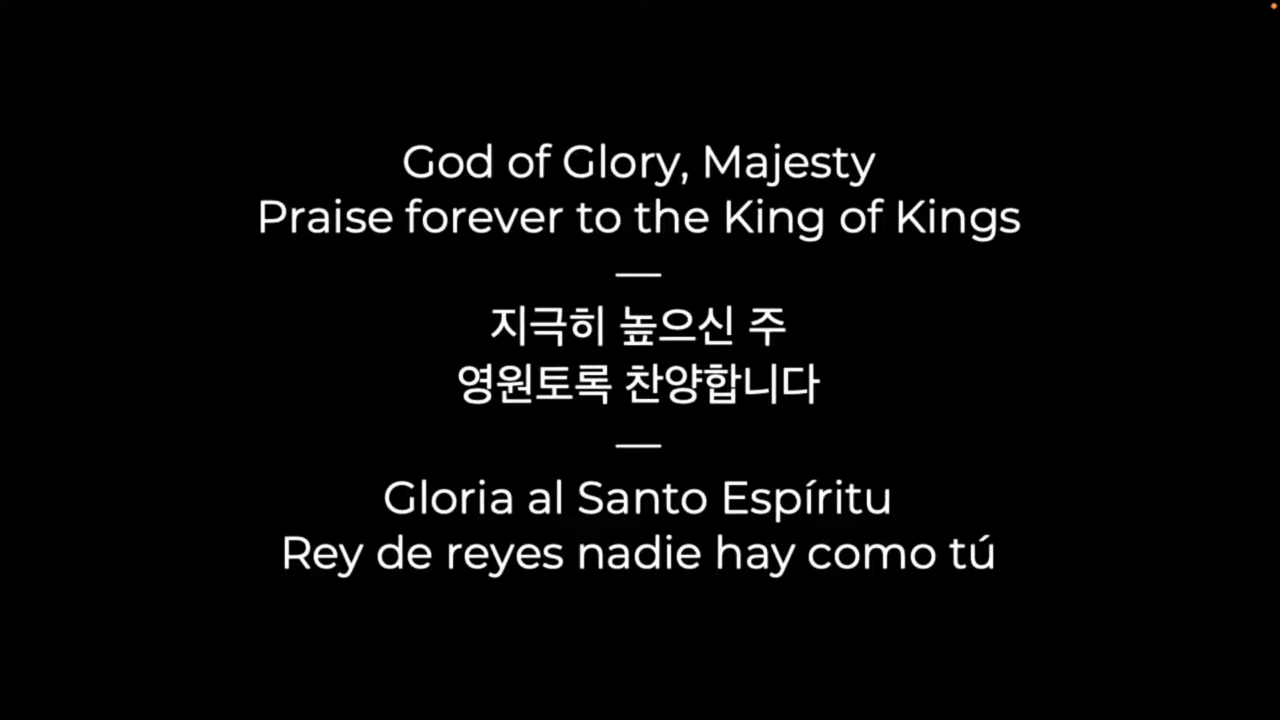 God of Glory, Majesty
Praise forever to the King of Kings
—
지극히 높으신 주
영원토록 찬양합니다
—
Gloria al Santo Espíritu
Rey de reyes nadie hay como tú